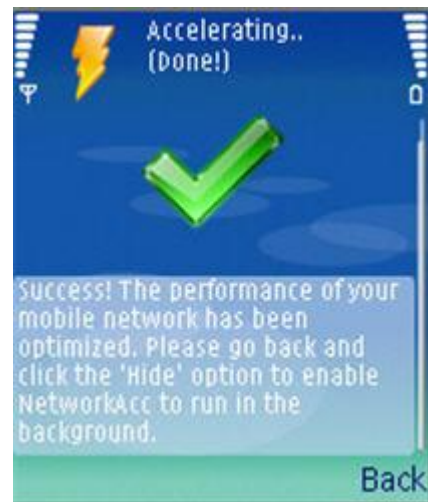 Accelerating..
(Done!)
Success! The performance of your
mobile network has been
optimized. Please go back and
click the 'Hide' option to enable
NetworkAcc to run in the
background.
Back